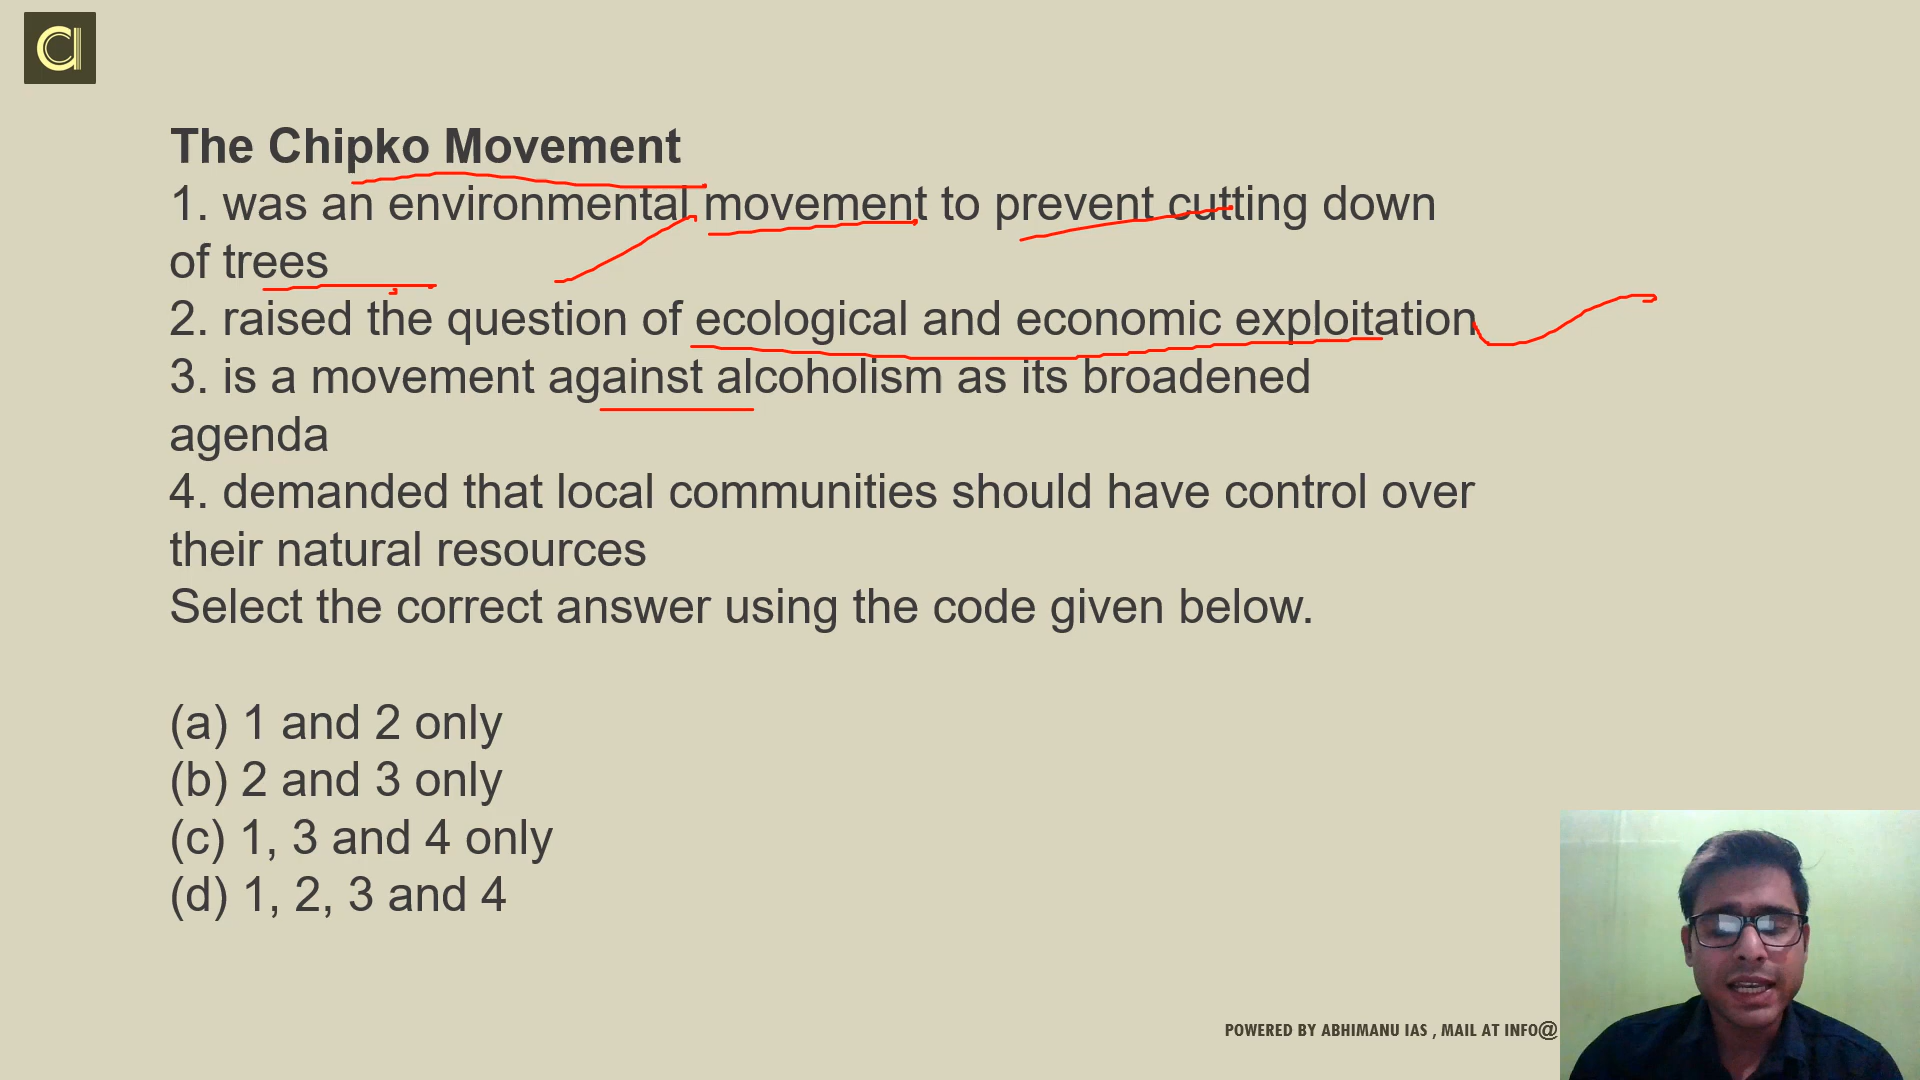 The Chipko Movement
1. was an environmental movement to prevent cutting down
of trees
2. raised the question of ecological and economic exploitation
3. is a movement against alcoholism as its broadened
agenda
4. demanded that local communities should have control over
their natural resources
Select the correct answer using the code given below.
(a) 1 and 2 only
(b) 2 and 3 only
(c) 1, 3 and 4 only
(d) 1, 2, 3 and 4
POWERED BY ABHIMANU IAS , MAIL AT INFO@